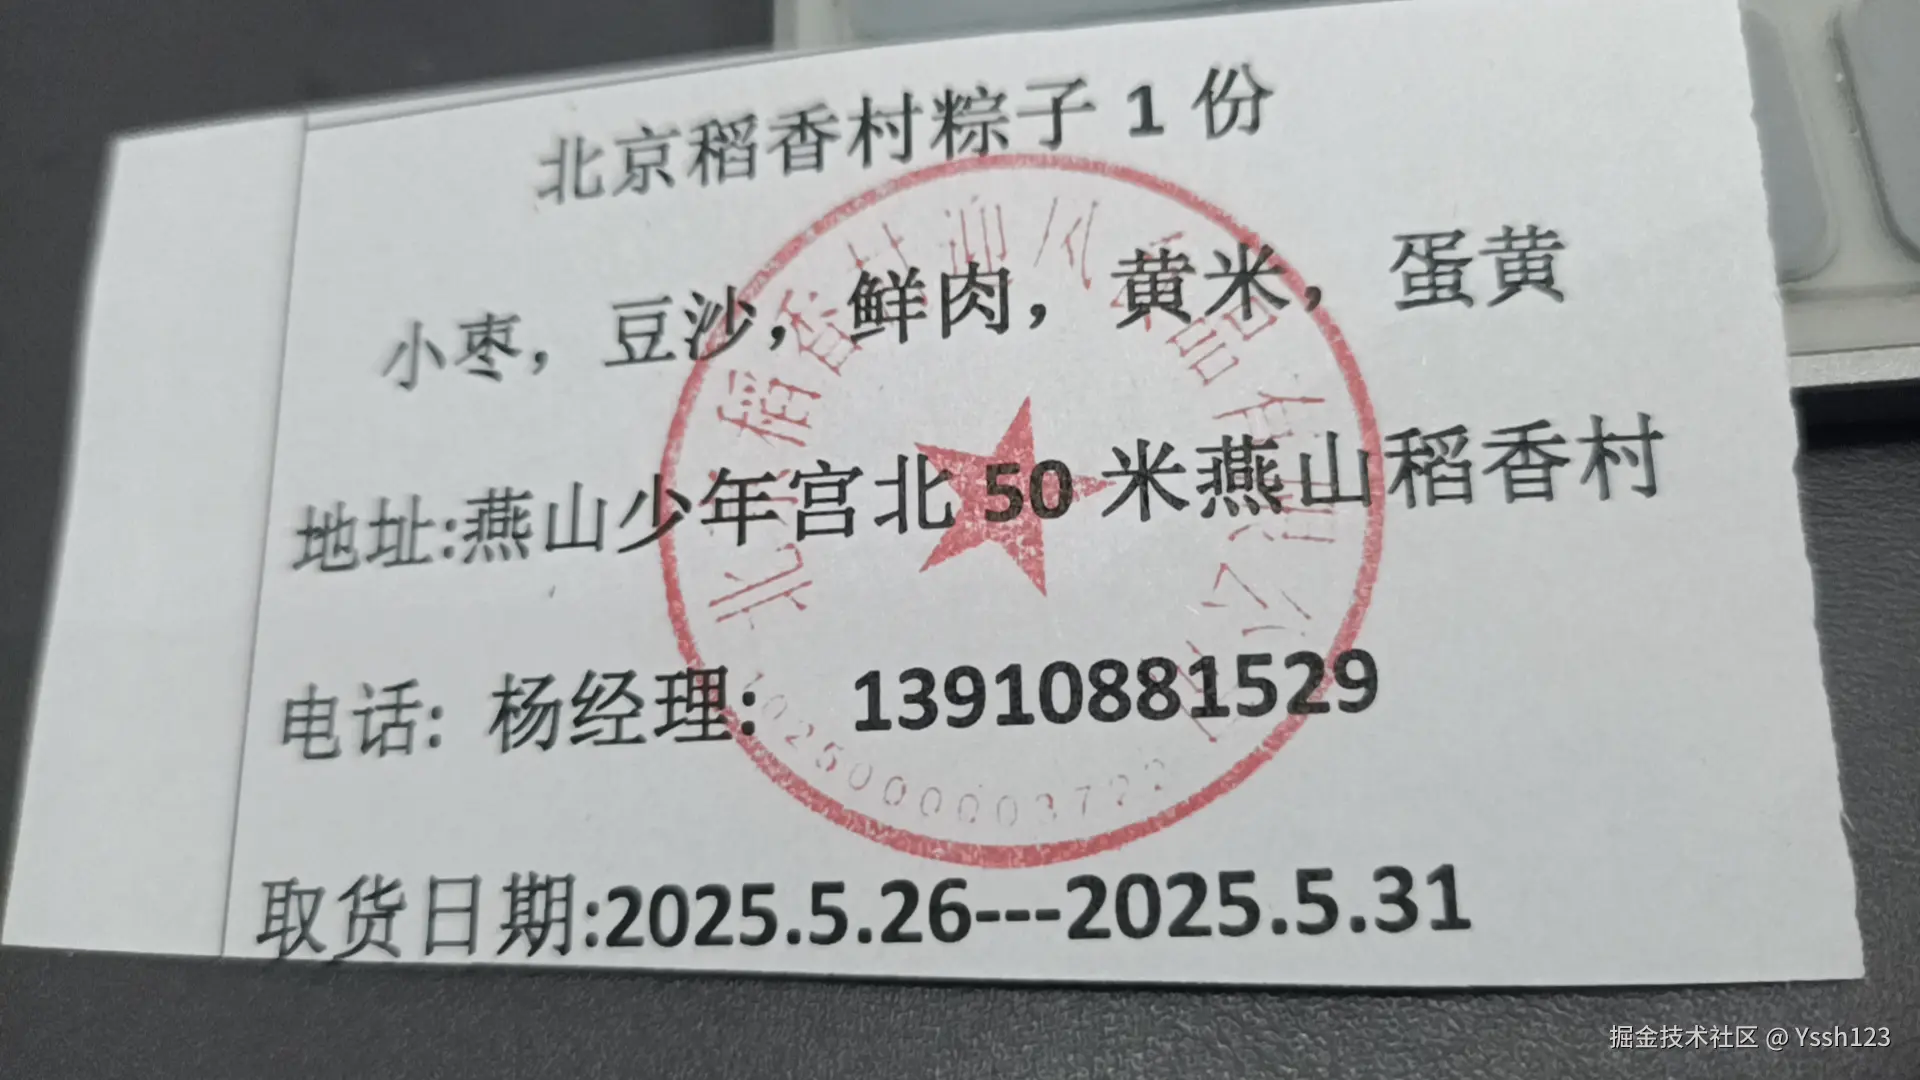 北京稻香村粽子 1 份
小枣，豆沙，鲜肉，黄米，蛋黄
地址:燕山少年宫北 50 米燕山稻香村
电话: 杨经理: 13910881529
取货日期:2025.5.26---2025.5.31
掘金技术社区 @ Yssh123